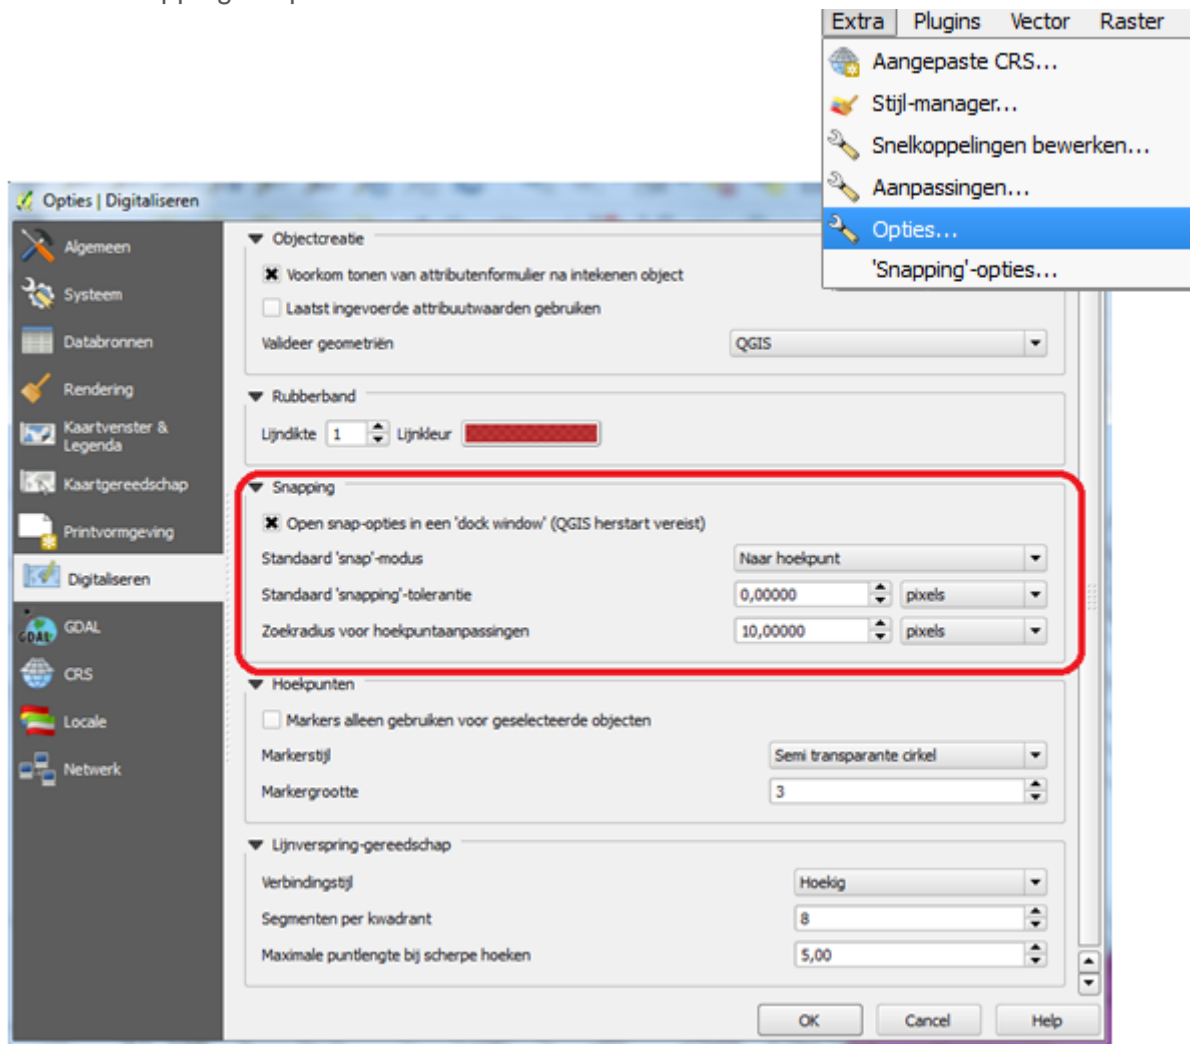 Extra Plugins Vector Raster
Aangepaste CRS...
Stijl-manager...
Snelkoppelingen bewerken...
Aanpassingen...
Opties...
'Snapping'-opties...
Opties | Digitaliseren
Algemeen
Systeem
Databronnen
Rendering
Kaartvenster &
Legenda
Kaartgereedschap
Printvormgeving
Digitaliseren
GDAL
GDAL
CRS
Locale
Netwerk
Objectcreatie
Voorkom tonen van attributenformulier na intekenen object
Laatst ingevoerde attribuutwaarden gebruiken
Valideer geometriën QGIS
Rubberband
Lijndikte 1 Lijnkleur
Snapping
Open snap-opties in een 'dock window' (QGIS herstart vereist)
Standaard 'snap'-modus Naar hoekpunt
Standaard 'snapping'-tolerantie 0,00000 pixels
Zoekradius voor hoekpuntaanpassingen 10,00000 pixels
Hoekpunten
Markers alleen gebruiken voor geselecteerde objecten
Markerstijl Semi transparante cirkel
Markergrootte 3
Lijnverspring-gereedschap
Verbindingstijl Hoekig
Segmenten per kwadrant 8
Maximale puntlengte bij scherpe hoeken 5,00
OK Cancel Help